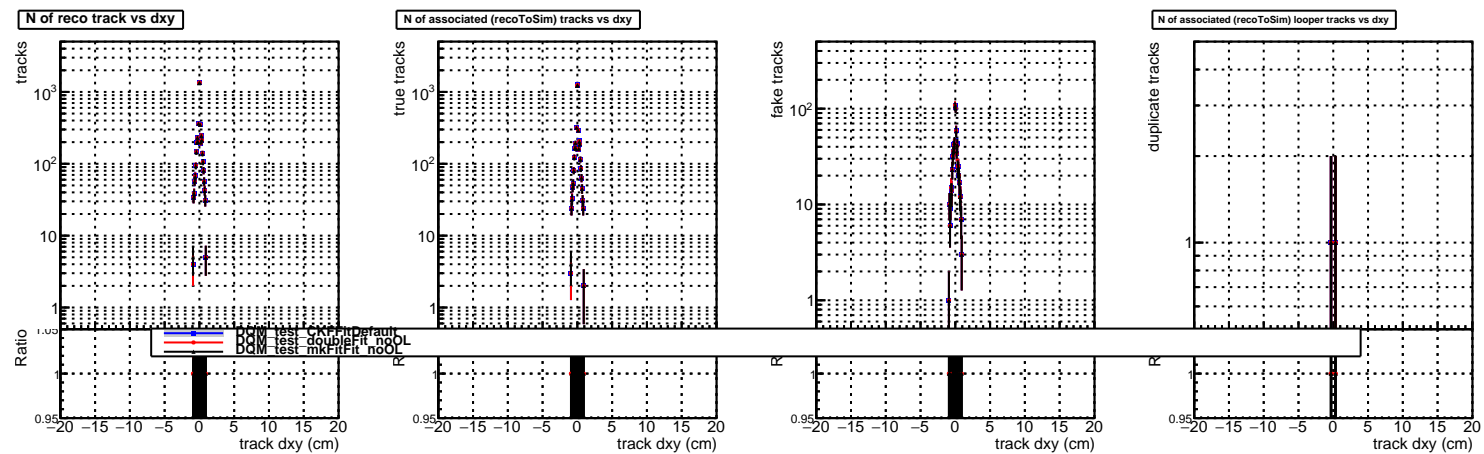 N of reco track vs dxy
N of associated (recoToSim) tracks vs dxy
N of associated (recoToSim) looper tracks vs dxy
tracks
10³
10²
10
1
true tracks
10³
10²
10
1
fake tracks
10²
10
1
duplicate tracks
1
DQM_test_CKFFitDefault
DQM_test_doubleFit_noOL
DQM_test_mkFitFit_noOL
Ratio
1.05
1
0.95
−20 −15 −10 −5 0 5 10 15 20
track dxy (cm)
1
0.95
−20 −15 −10 −5 0 5 10 15 20
track dxy (cm)
1
0.95
−20 −15 −10 −5 0 5 10 15 20
track dxy (cm)
1
0.95
−20 −15 −10 −5 0 5 10 15 20
track dxy (cm)